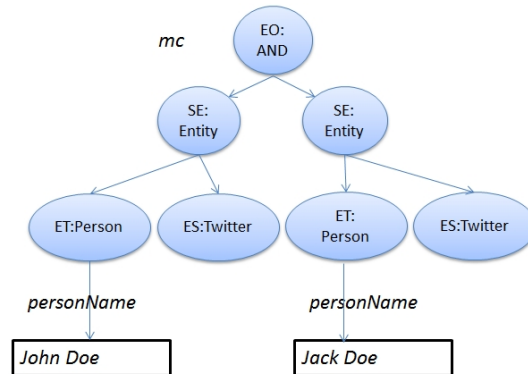 mc
EO:
AND
SE:
Entity
SE:
Entity
ET:Person
ES:Twitter
ET:
Person
ES:Twitter
personName
personName
John Doe
Jack Doe